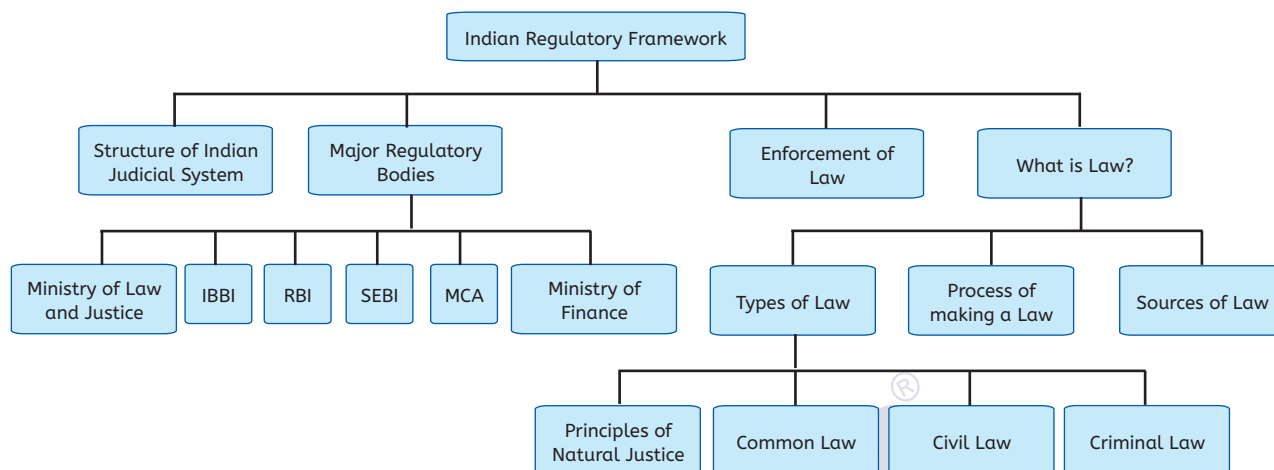 Indian Regulatory Framework
Structure of Indian
Judicial System
Major Regulatory
Bodies
Enforcement of
Law
What is Law?
Ministry of Law
and Justice
IBBI
RBI
SEBI
MCA
Ministry of
Finance
Types of Law
Process of
making a Law
Sources of Law
®
Principles of
Natural Justice
Common Law
Civil Law
Criminal Law